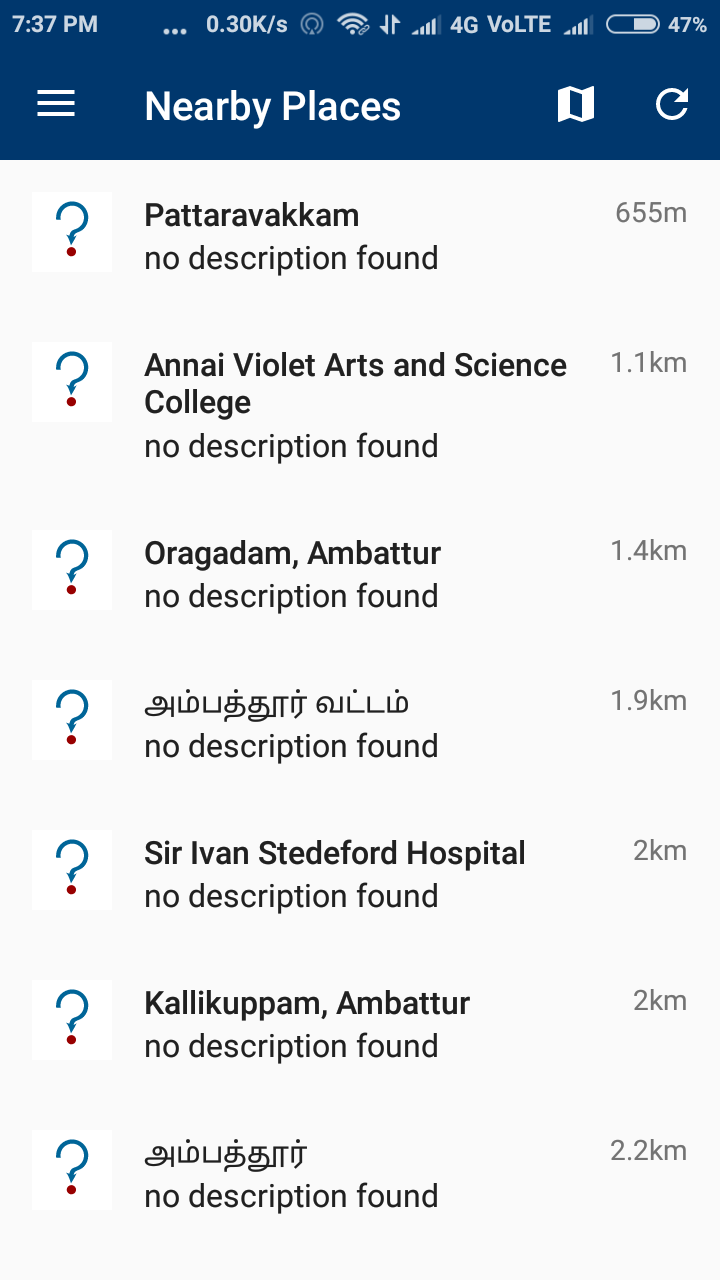 7:37 PM ... 0.30K/s 4G VoLTE 47%
Nearby Places
Pattaravakkam 655m
no description found
Annai Violet Arts and Science 1.1km
College
no description found
Oragadam, Ambattur 1.4km
no description found
அம்பத்தூர் வட்டம் 1.9km
no description found
Sir Ivan Stedeford Hospital 2km
no description found
Kallikuppam, Ambattur 2km
no description found
அம்பத்தூர் 2.2km
no description found